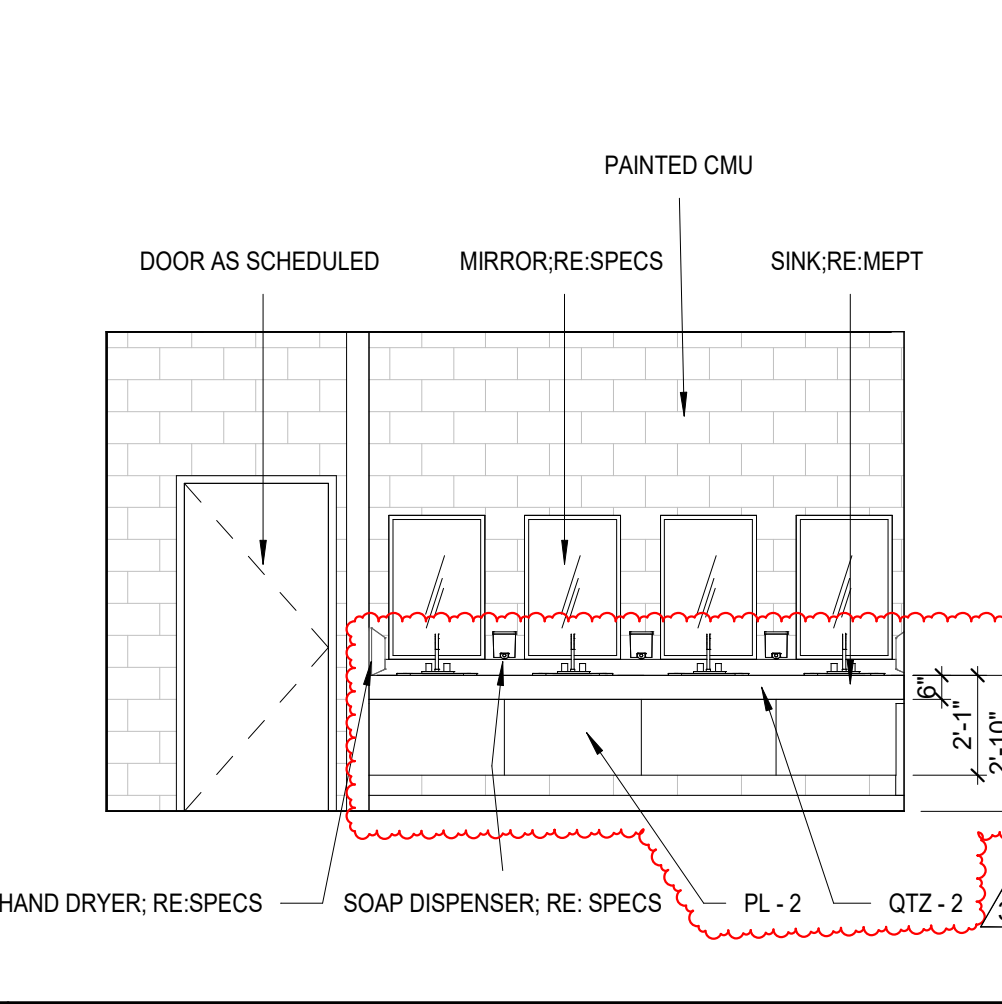 PAINTED CMU
DOOR AS SCHEDULED
MIRROR;RE:SPECS
SINK;RE:MEPT
6"
2'-1"
2'-10"
HAND DRYER; RE:SPECS
SOAP DISPENSER; RE: SPECS
PL - 2
QTZ - 2